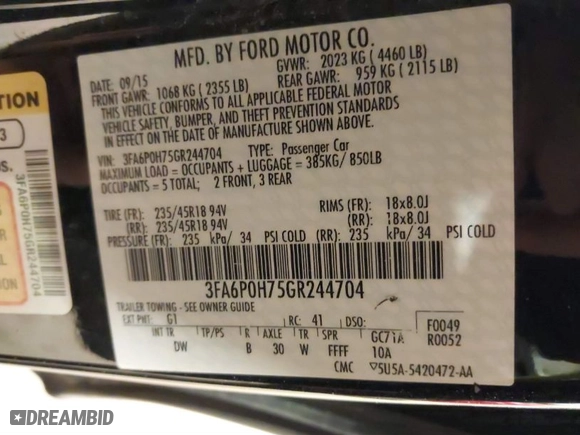 MFD. BY FORD MOTOR CO.
DATE: 09/15 GVWR: 2023 KG ( 4460 LB)
FRONT GAWR: 1068 KG ( 2355 LB) REAR GAWR: 959 KG ( 2115 LB)
THIS VEHICLE CONFORMS TO ALL APPLICABLE FEDERAL MOTOR
VEHICLE SAFETY, BUMPER, AND THEFT PREVENTION STANDARDS
IN EFFECT ON THE DATE OF MANUFACTURE SHOWN ABOVE.
VIN: 3FA6P0H75GR244704 TYPE: Passenger Car
MAXIMUM LOAD = OCCUPANTS + LUGGAGE = 385KG/ 850LB
OCCUPANTS = 5 TOTAL; 2 FRONT, 3 REAR
TIRE (FR): 235/45R18 94V RIMS (FR): 18x8.0J
(RR): 235/45R18 94V (RR): 18x8.0J
PRESSURE (FR): 235 kPa/ 34 PSI COLD (RR): 235 kPa/ 34 PSI COLD
3FA6P0H75GR244704
TRAILER TOWING - SEE OWNER GUIDE
EXT PNT: G1 RC: 41 DSO: F0049
INT TR TP/PS R AXLE TR SPR GC71A R0052
DW B 30 W FFFF 10A
CMC ▽5U5A-5420472-AA
TION
3
3FA6P0H75GR244704
R
L
ION
DREAMBID